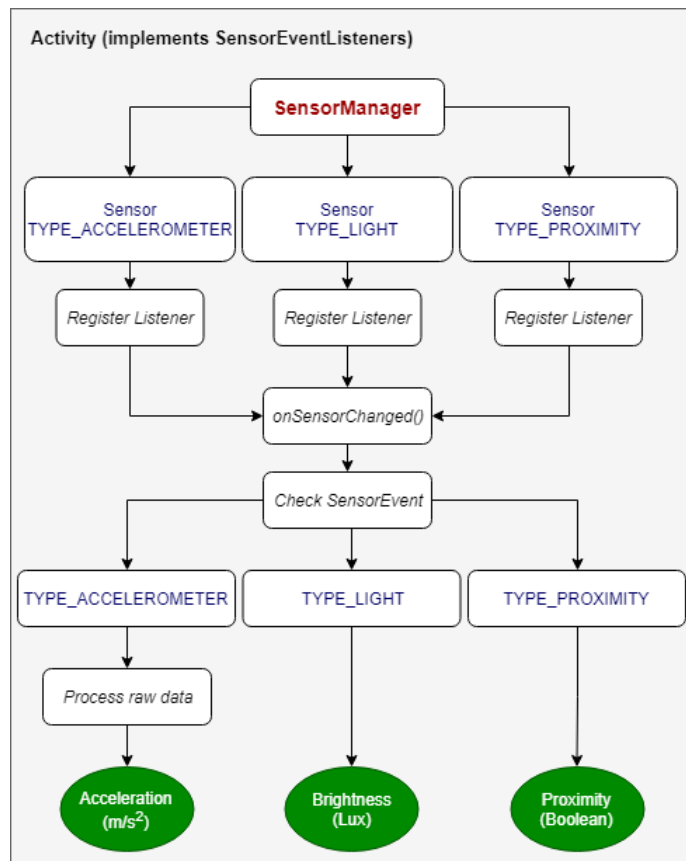 Activity (implements SensorEventListeners)
SensorManager
Sensor
TYPE_ACCELEROMETER
Sensor
TYPE_LIGHT
Sensor
TYPE_PROXIMITY
Register Listener
Register Listener
Register Listener
onSensorChanged()
Check SensorEvent
TYPE_ACCELEROMETER
TYPE_LIGHT
TYPE_PROXIMITY
Process raw data
Acceleration
(m/s²)
Brightness
(Lux)
Proximity
(Boolean)